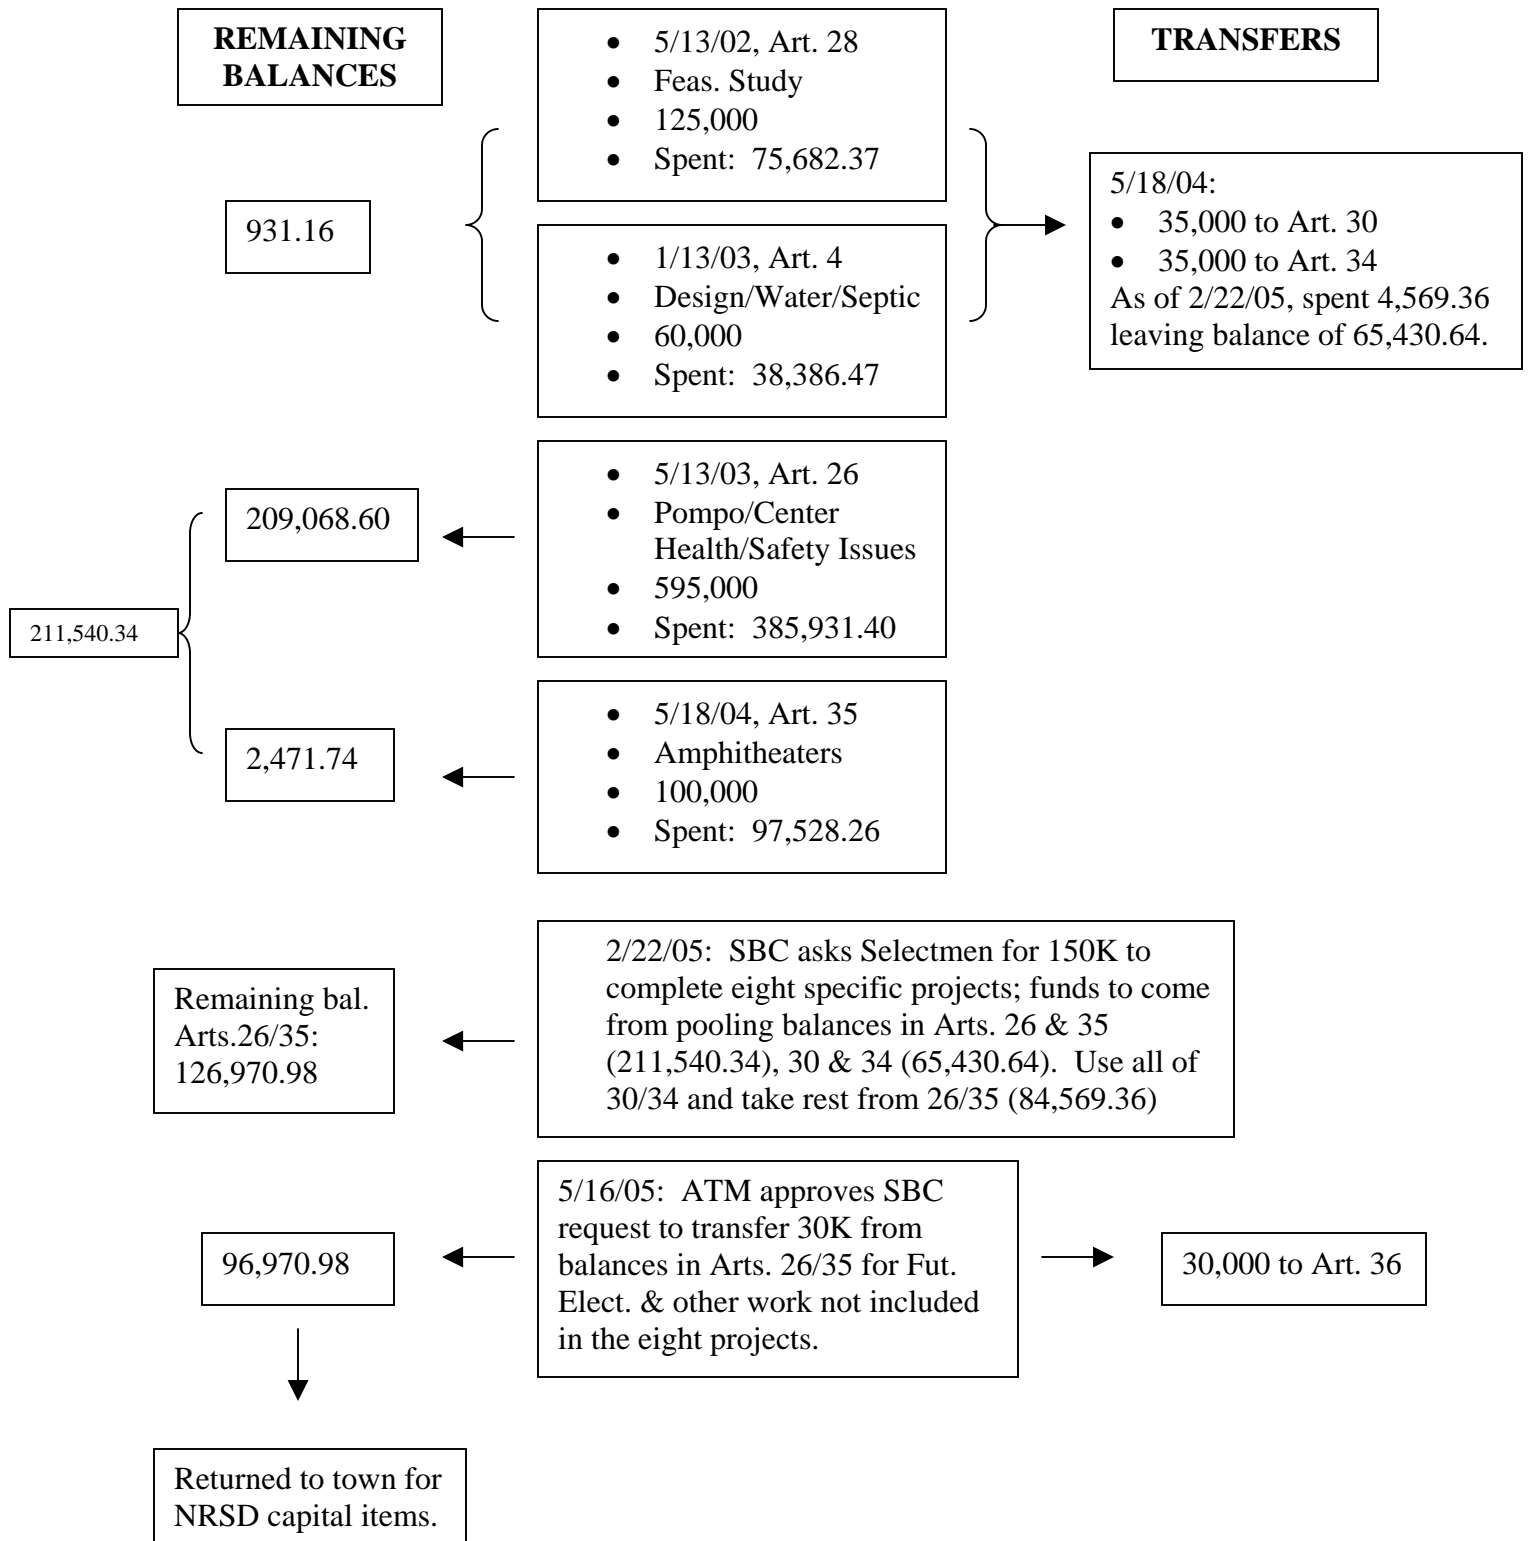 REMAINING
BALANCES
• 5/13/02, Art. 28
• Feas. Study
• 125,000
• Spent:  75,682.37
TRANSFERS
931.16
• 1/13/03, Art. 4
• Design/Water/Septic
• 60,000
• Spent:  38,386.47
5/18/04:
• 35,000 to Art. 30
• 35,000 to Art. 34
As of 2/22/05, spent 4,569.36
leaving balance of 65,430.64.
211,540.34
209,068.60
• 5/13/03, Art. 26
• Pompo/Center
Health/Safety Issues
• 595,000
• Spent:  385,931.40
2,471.74
• 5/18/04, Art. 35
• Amphitheaters
• 100,000
• Spent:  97,528.26
Remaining bal.
Arts.26/35:
126,970.98
2/22/05:  SBC asks Selectmen for 150K to
complete eight specific projects; funds to come
from pooling balances in Arts. 26 & 35
(211,540.34), 30 & 34 (65,430.64).  Use all of
30/34 and take rest from 26/35 (84,569.36)
96,970.98
5/16/05:  ATM approves SBC
request to transfer 30K from
balances in Arts. 26/35 for Fut.
Elect. & other work not included
in the eight projects.
30,000 to Art. 36
Returned to town for
NRSD capital items.